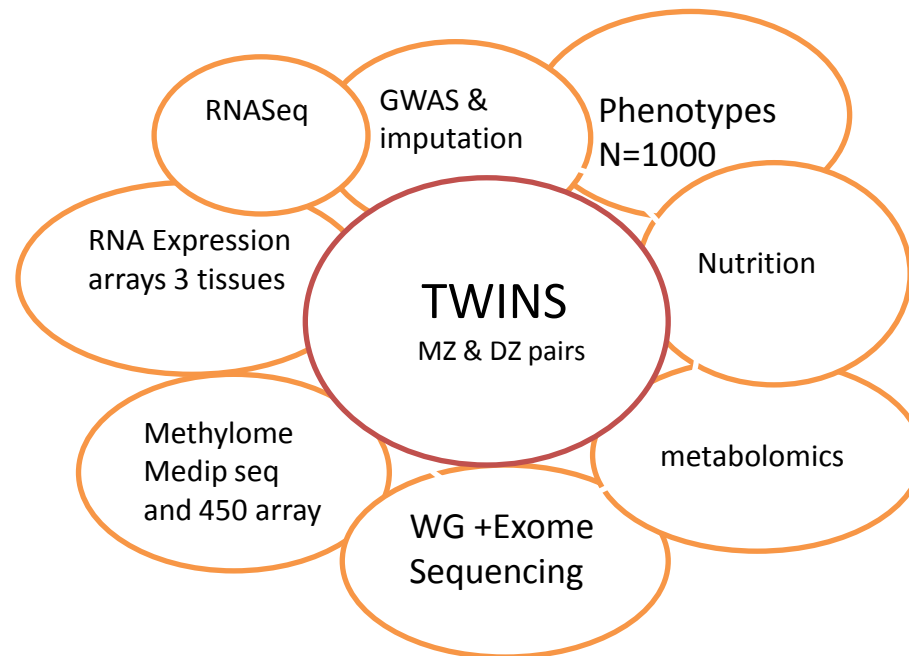 RNASeq
GWAS &
imputation
Phenotypes
N=1000
RNA Expression
arrays 3 tissues
TWINS
MZ & DZ pairs
Nutrition
Methylome
Medip seq
and 450 array
WG +Exome
Sequencing
metabolomics